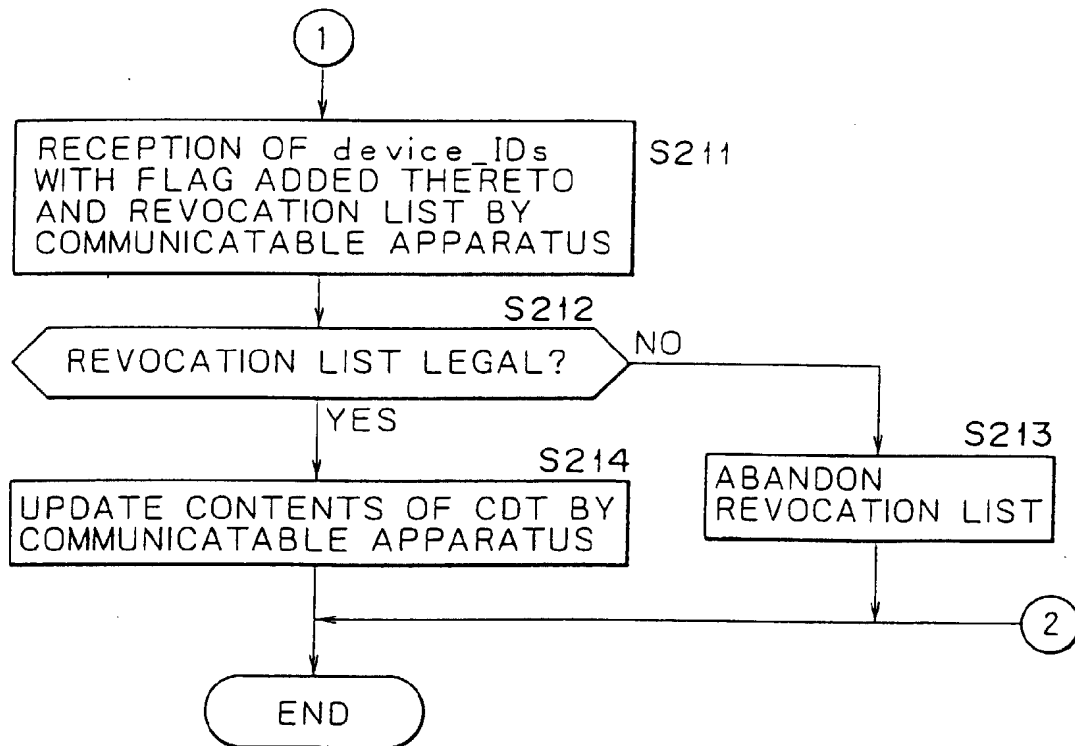 1
RECEPTION OF device_IDs
WITH FLAG ADDED THERETO
AND REVOCATION LIST BY
COMMUNICATABLE APPARATUS
S211
S212
REVOCATION LIST LEGAL?
NO
YES
S213
S214
ABANDON
REVOCATION LIST
UPDATE CONTENTS OF CDT BY
COMMUNICATABLE APPARATUS
2
END